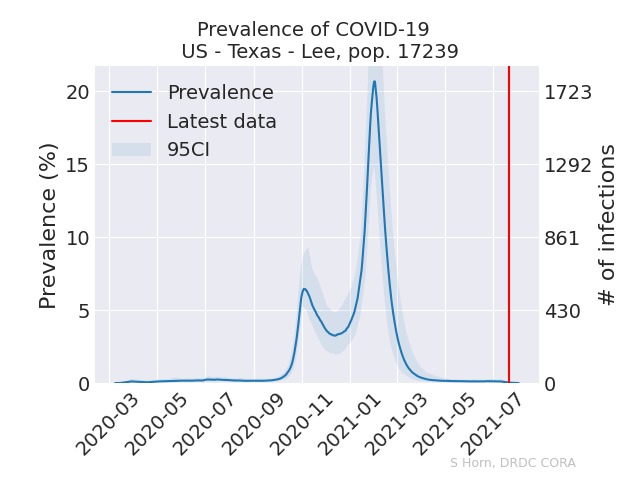 Prevalence of COVID-19
US - Texas - Lee, pop. 17239
Prevalence
Latest data
95CI
Prevalence (%)
20
15
10
5
0
1723
1292
861
430
0
# of infections
2020-03
2020-05
2020-07
2020-09
2020-11
2021-01
2021-03
2021-05
2021-07
S Horn, DRDC CORA